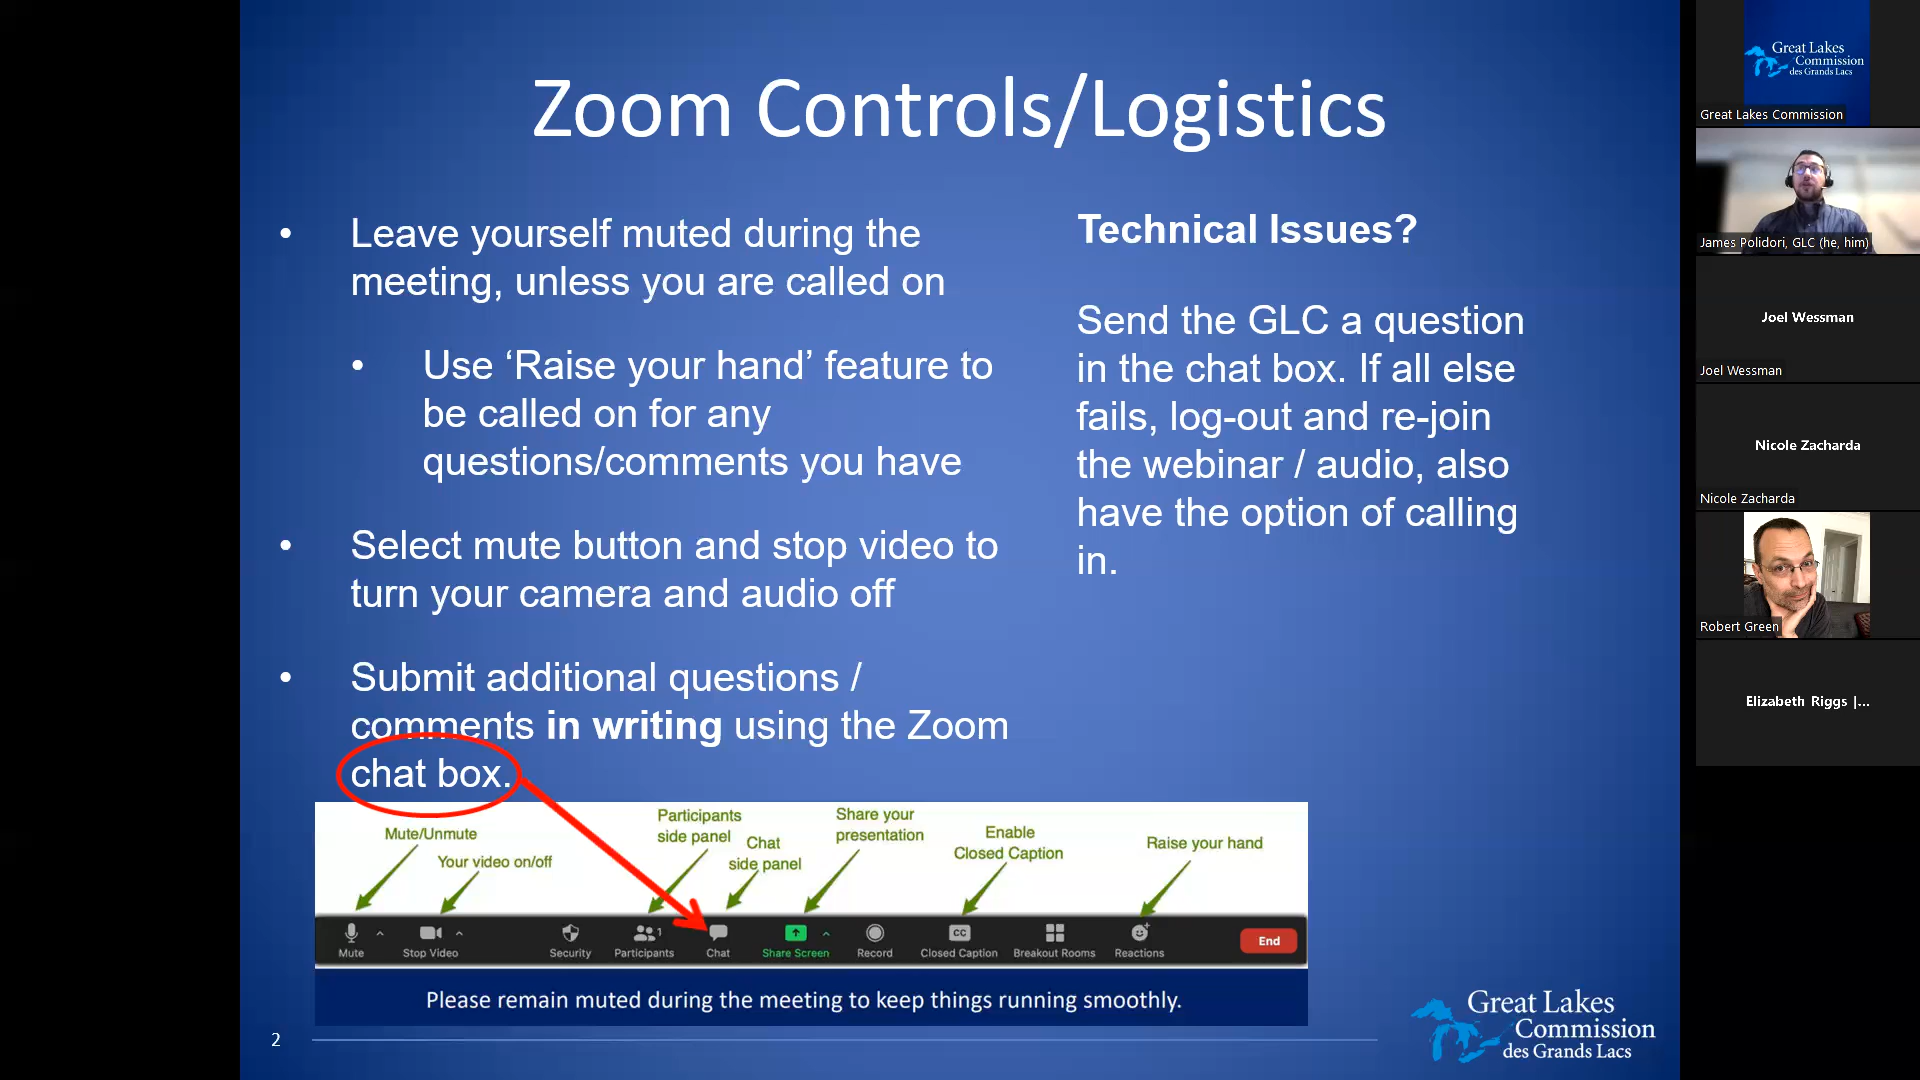 Zoom Controls/Logistics
• Leave yourself muted during the
meeting, unless you are called on
• Use ‘Raise your hand’ feature to
be called on for any
questions/comments you have
• Select mute button and stop video to
turn your camera and audio off
• Submit additional questions /
comments in writing using the Zoom
chat box.
Technical Issues?
Send the GLC a question
in the chat box. If all else
fails, log-out and re-join
the webinar / audio, also
have the option of calling
in.
Mute/Unmute
Your video on/off
Participants
side panel
Chat
side panel
Share your
presentation
Enable
Closed Caption
Raise your hand
Mute
Stop Video
Security
1
Participants
Chat
Share Screen
Record
CC
Closed Caption
Breakout Rooms
Reactions
End
Please remain muted during the meeting to keep things running smoothly.
2
Great Lakes
Commission
des Grands Lacs
Great Lakes
Commission
des Grands Lacs
Great Lakes Commission
James Polidori, GLC (he, him)
Joel Wessman
Joel Wessman
Nicole Zacharda
Nicole Zacharda
Robert Green
Elizabeth Riggs |...